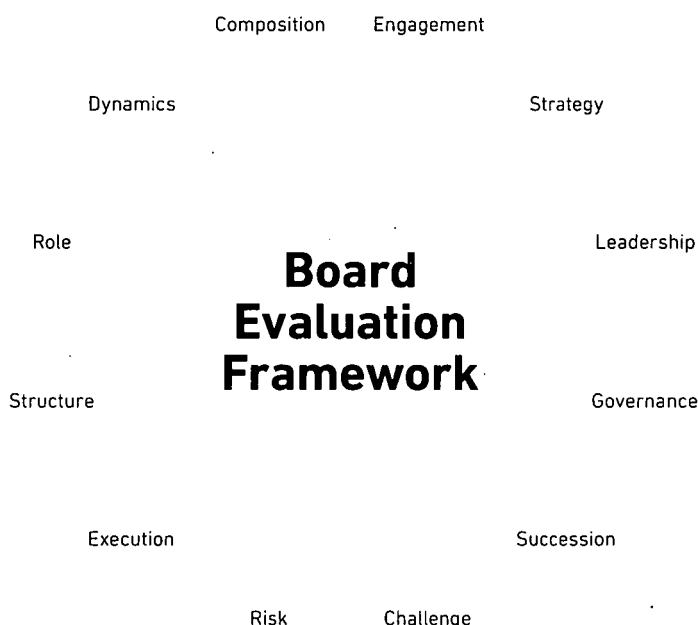 Composition Engagement
Dynamics Strategy
Role Leadership
Board
Evaluation
Framework
Structure Governance
Execution Succession
Risk Challenge